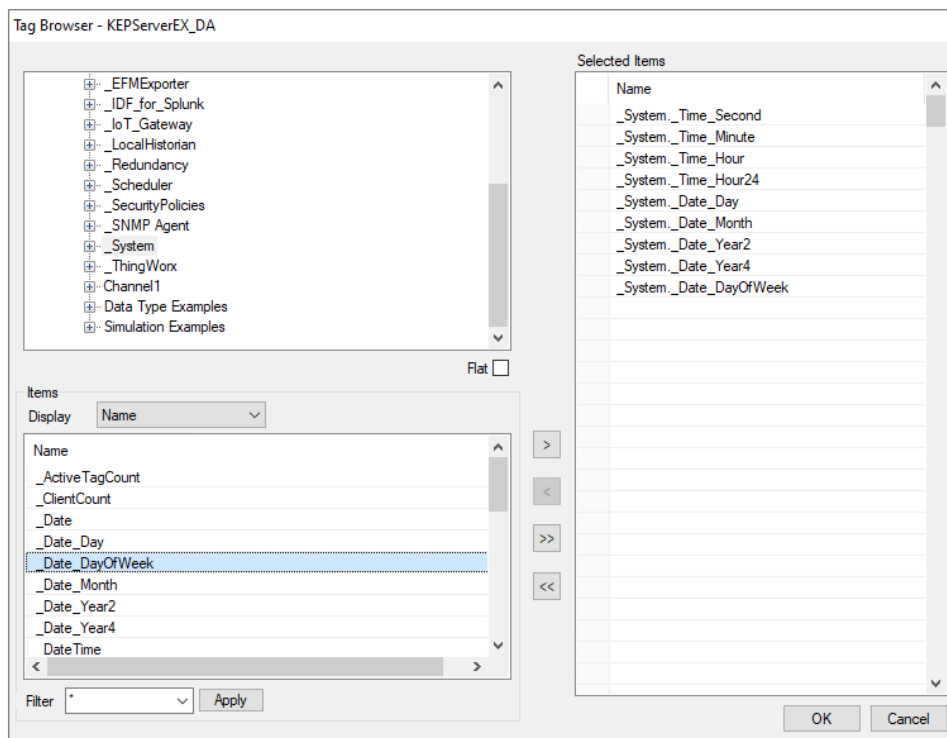 Tag Browser - KEPServerEX_DA
_EFMExporter
_IDF_for_Splunk
_IoT_Gateway
_LocalHistorian
_Redundancy
_Scheduler
_SecurityPolicies
_SNMP Agent
_System
_ThingWorx
Channel1
Data Type Examples
Simulation Examples
Flat
Items
Display Name
Name
_ActiveTagCount
_ClientCount
_Date
_Date_Day
_Date_DayOfWeek
_Date_Month
_Date_Year2
_Date_Year4
_DateTime
Filter * Apply
>
<
>>
<<
Selected Items
Name
_System._Time_Second
_System._Time_Minute
_System._Time_Hour
_System._Time_Hour24
_System._Date_Day
_System._Date_Month
_System._Date_Year2
_System._Date_Year4
_System._Date_DayOfWeek
OK Cancel